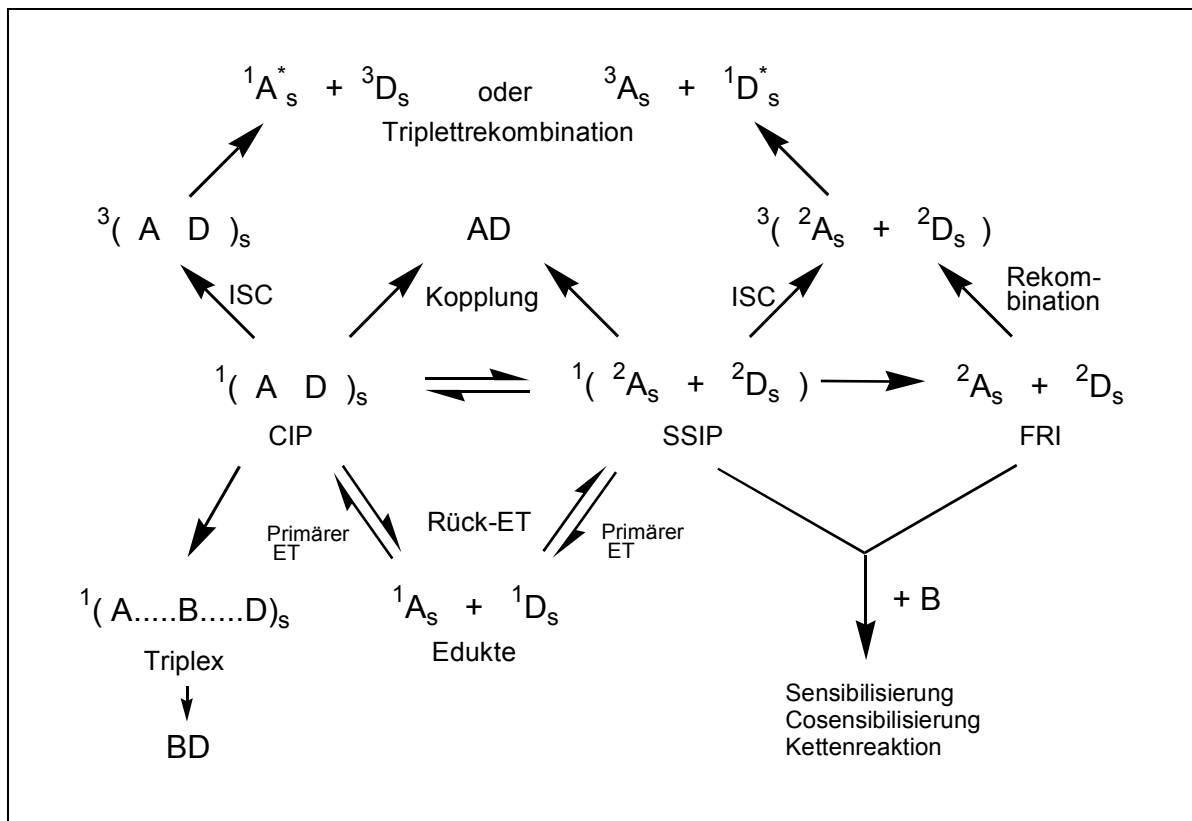 ¹A*ₛ + ³Dₛ oder ³Aₛ + ¹D*ₛ
Triplettrekombination
³( A D )ₛ AD ³( ²Aₛ + ²Dₛ )
ISC Kopplung ISC Rekom-
bination
¹( A D )ₛ ¹( ²Aₛ + ²Dₛ ) ²Aₛ + ²Dₛ
CIP SSIP FRI
Primärer
ET
Rück-ET
Primärer
ET
¹( A.....B.....D)ₛ ¹Aₛ + ¹Dₛ + B
Triplex Edukte
BD
Sensibilisierung
Cosensibilisierung
Kettenreaktion